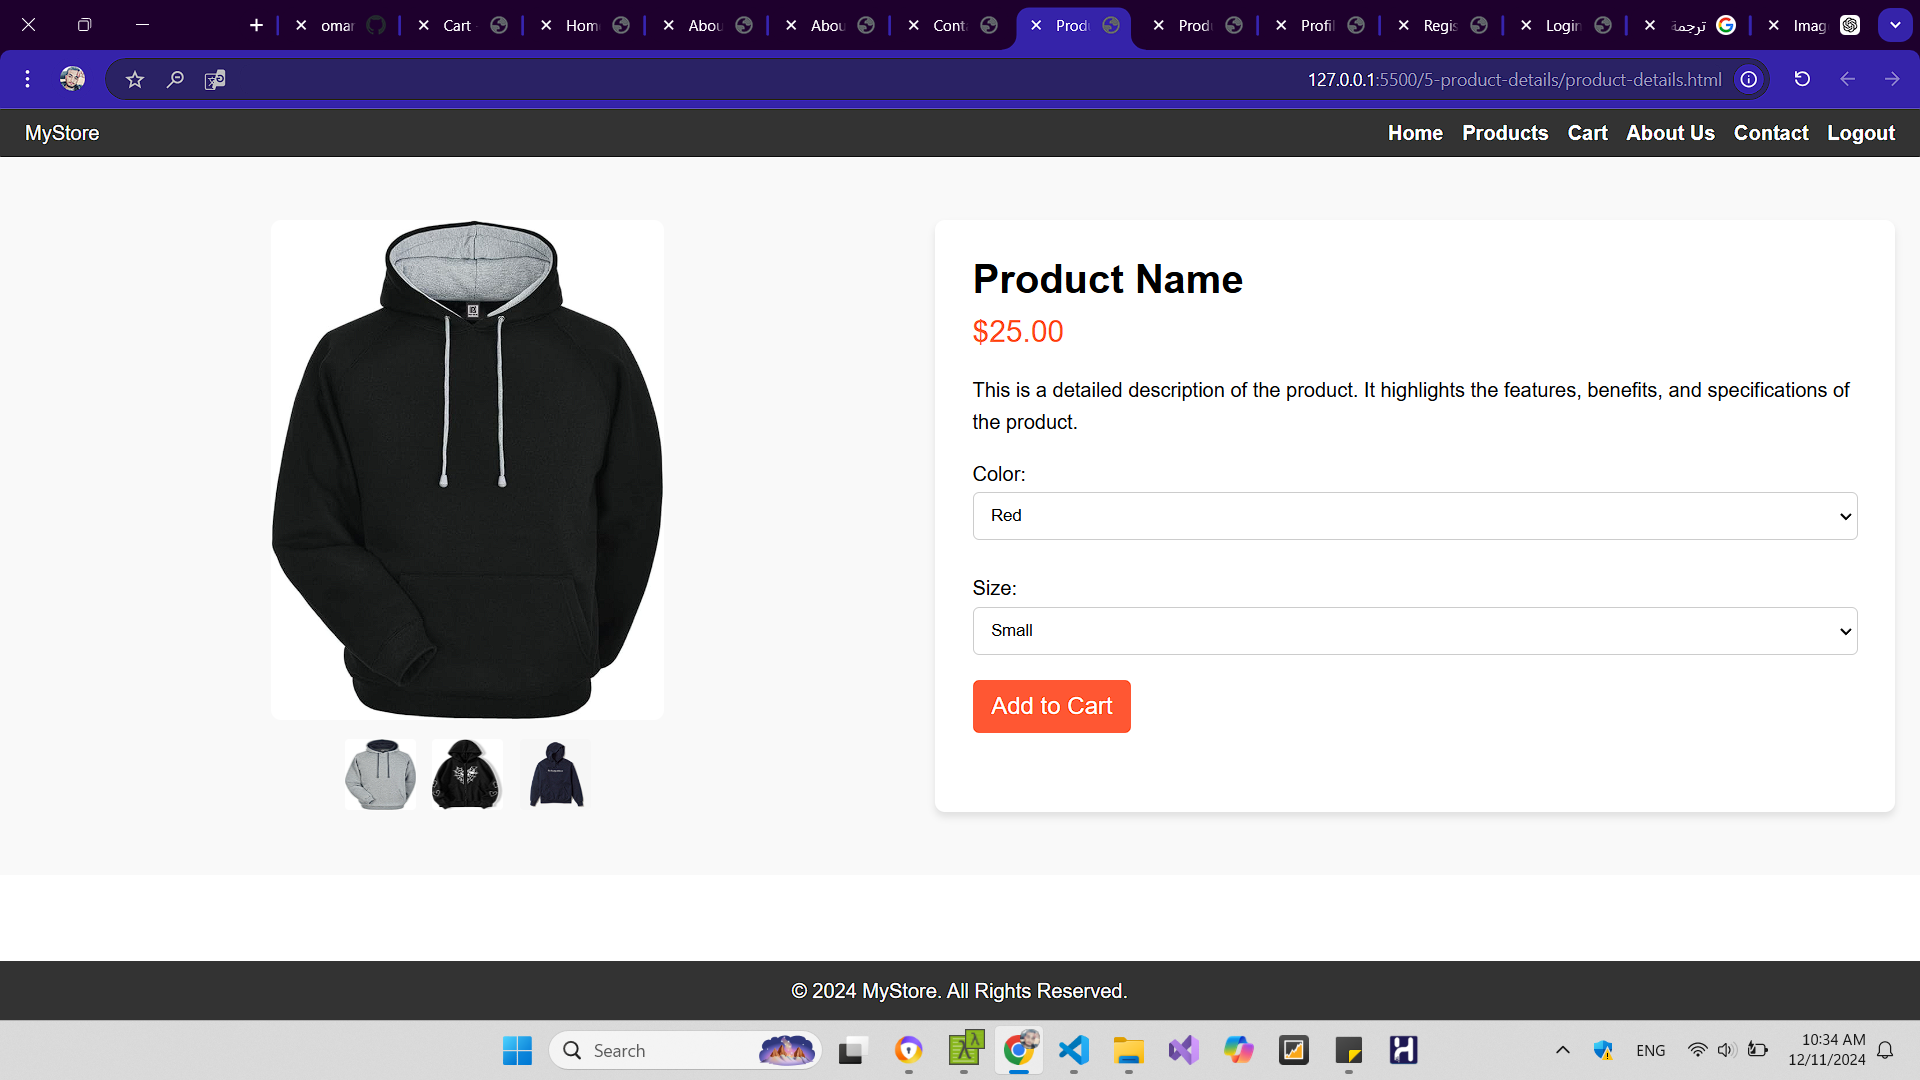 omar
Cart
Hom
Abou
Abou
Conta
Produ
Produ
Profil
Regis
Login
ترجمة
Imag
127.0.0.1:5500/5-product-details/product-details.html
MyStore
Home Products Cart About Us Contact Logout
Product Name
$25.00
This is a detailed description of the product. It highlights the features, benefits, and specifications of
the product.
Color:
Red
Size:
Small
Add to Cart
© 2024 MyStore. All Rights Reserved.
Search
ENG
10:34 AM
12/11/2024